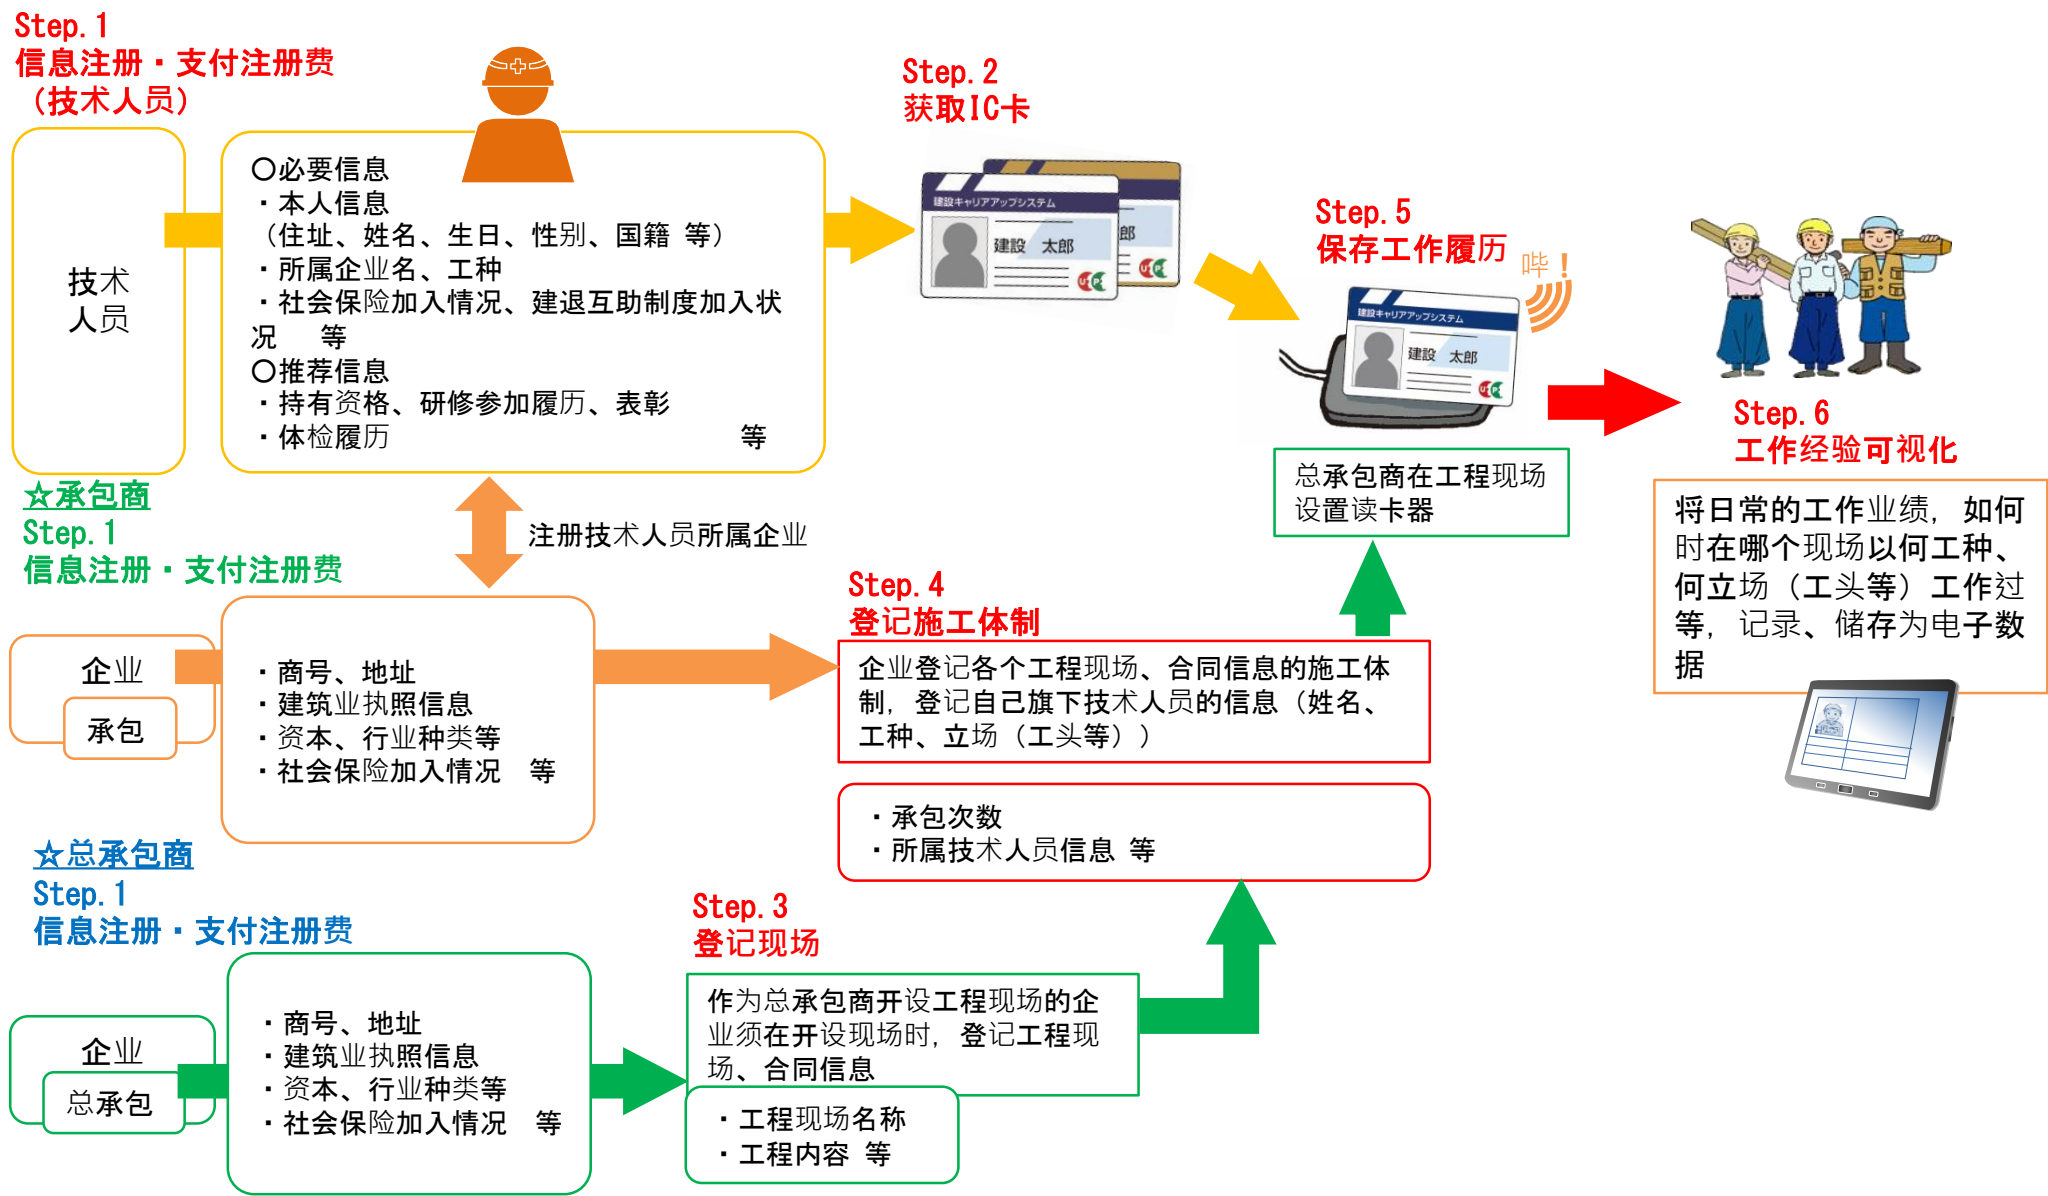 Step.1
信息注册・支付注册费
（技术人员）
技术
人员
〇必要信息
・本人信息
（住址、姓名、生日、性别、国籍 等）
・所属企业名、工种
・社会保险加入情况、建退互助制度加入状
况 等
〇推荐信息
・持有资格、研修参加履历、表彰
・体检履历 等
Step.2
获取IC卡
建設キャリアアップシステム
建設 太郎
郎
Step.5
保存工作履历
哔！
建設キャリアアップシステム
建設 太郎
总承包商在工程现场
设置读卡器
Step.6
工作经验可视化
将日常的工作业绩，如何
时在哪个现场以何工种、
何立场（工头等）工作过
等，记录、储存为电子数
据
☆承包商
Step.1
信息注册・支付注册费
注册技术人员所属企业
企业
承包
・商号、地址
・建筑业执照信息
・资本、行业种类等
・社会保险加入情况 等
Step.4
登记施工体制
企业登记各个工程现场、合同信息的施工体
制，登记自己旗下技术人员的信息（姓名、
工种、立场（工头等））
・承包次数
・所属技术人员信息 等
☆总承包商
Step.1
信息注册・支付注册费
企业
总承包
・商号、地址
・建筑业执照信息
・资本、行业种类等
・社会保险加入情况 等
Step.3
登记现场
作为总承包商开设工程现场的企
业须在开设现场时，登记工程现
场、合同信息
・工程现场名称
・工程内容 等